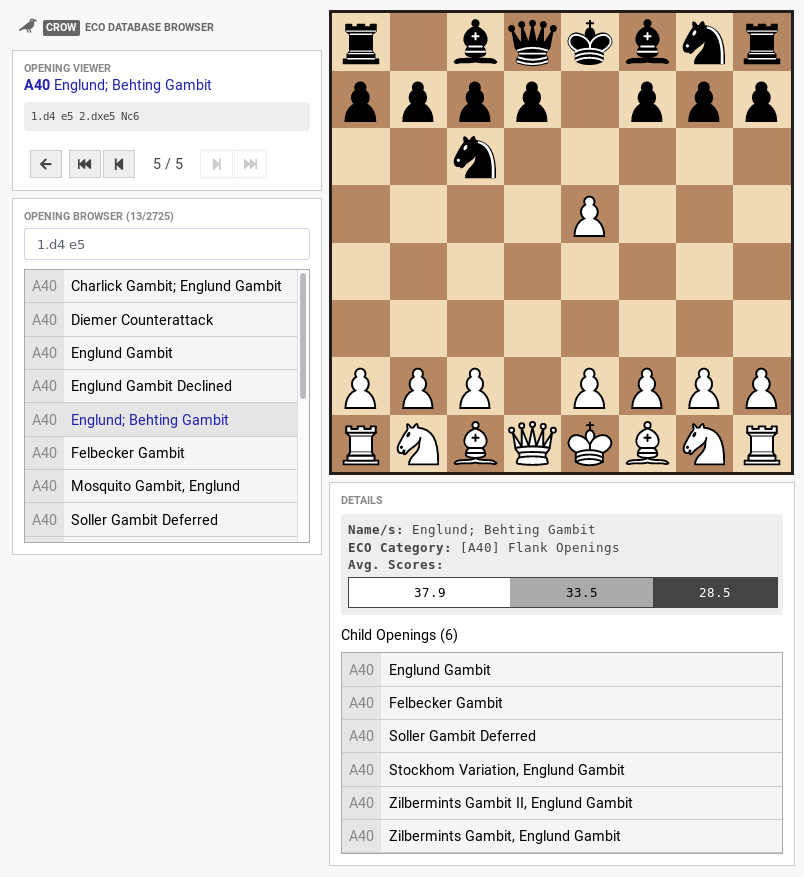 CROW ECO DATABASE BROWSER
OPENING VIEWER
A40 Englund; Behting Gambit
1.d4 e5 2.dxe5 Nc6
5 / 5
OPENING BROWSER (13/2725)
1.d4 e5
A40 Charlick Gambit; Englund Gambit
A40 Diemer Counterattack
A40 Englund Gambit
A40 Englund Gambit Declined
A40 Englund; Behting Gambit
A40 Felbecker Gambit
A40 Mosquito Gambit, Englund
A40 Soller Gambit Deferred
DETAILS
Name/s: Englund; Behting Gambit
ECO Category: [A40] Flank Openings
Avg. Scores:
37.9 33.5 28.5
Child Openings (6)
A40 Englund Gambit
A40 Felbecker Gambit
A40 Soller Gambit Deferred
A40 Stockhom Variation, Englund Gambit
A40 Zilbermints Gambit II, Englund Gambit
A40 Zilbermints Gambit, Englund Gambit